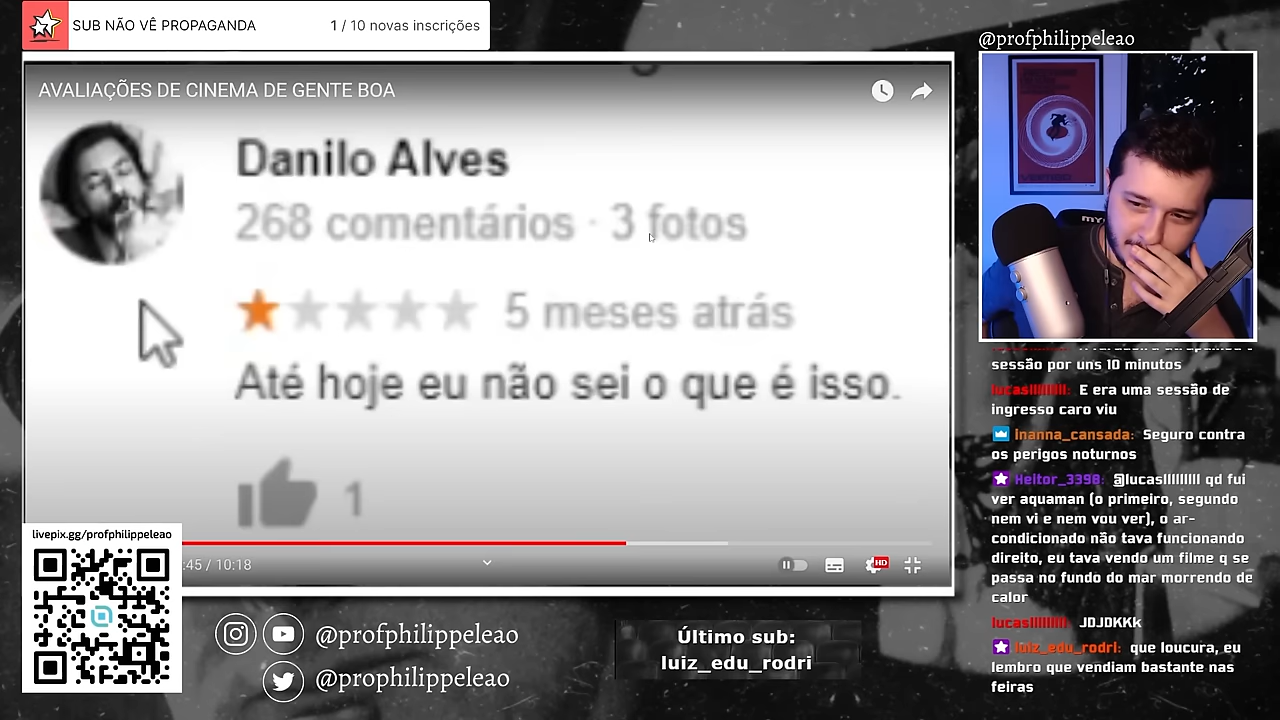 SUB NÃO VÊ PROPAGANDA 1 / 10 novas inscrições
@profphilippeleao
AVALIAÇÕES DE CINEMA DE GENTE BOA
Danilo Alves
268 comentários · 3 fotos
5 meses atrás
Até hoje eu não sei o que é isso.
1
:45 / 10:18
HD
livepix.gg/profphilippeleao
@profphilippeleao
@prophilippeleao
Último sub:
luiz_edu_rodri
VERTIGO
sessão por uns 10 minutos
E era uma sessão de
ingresso caro viu
inanna_cansada: Seguro contra
os perigos noturnos
Heitor_3398: @lucaslllllllll qd fui
ver aquaman (o primeiro, segundo
nem vi e nem vou ver), o ar-
condicionado não tava funcionando
direito, eu tava vendo um filme q se
passa no fundo do mar morrendo de
calor
JDJDKKk
luiz_edu_rodri: que loucura, eu
lembro que vendiam bastante nas
feiras